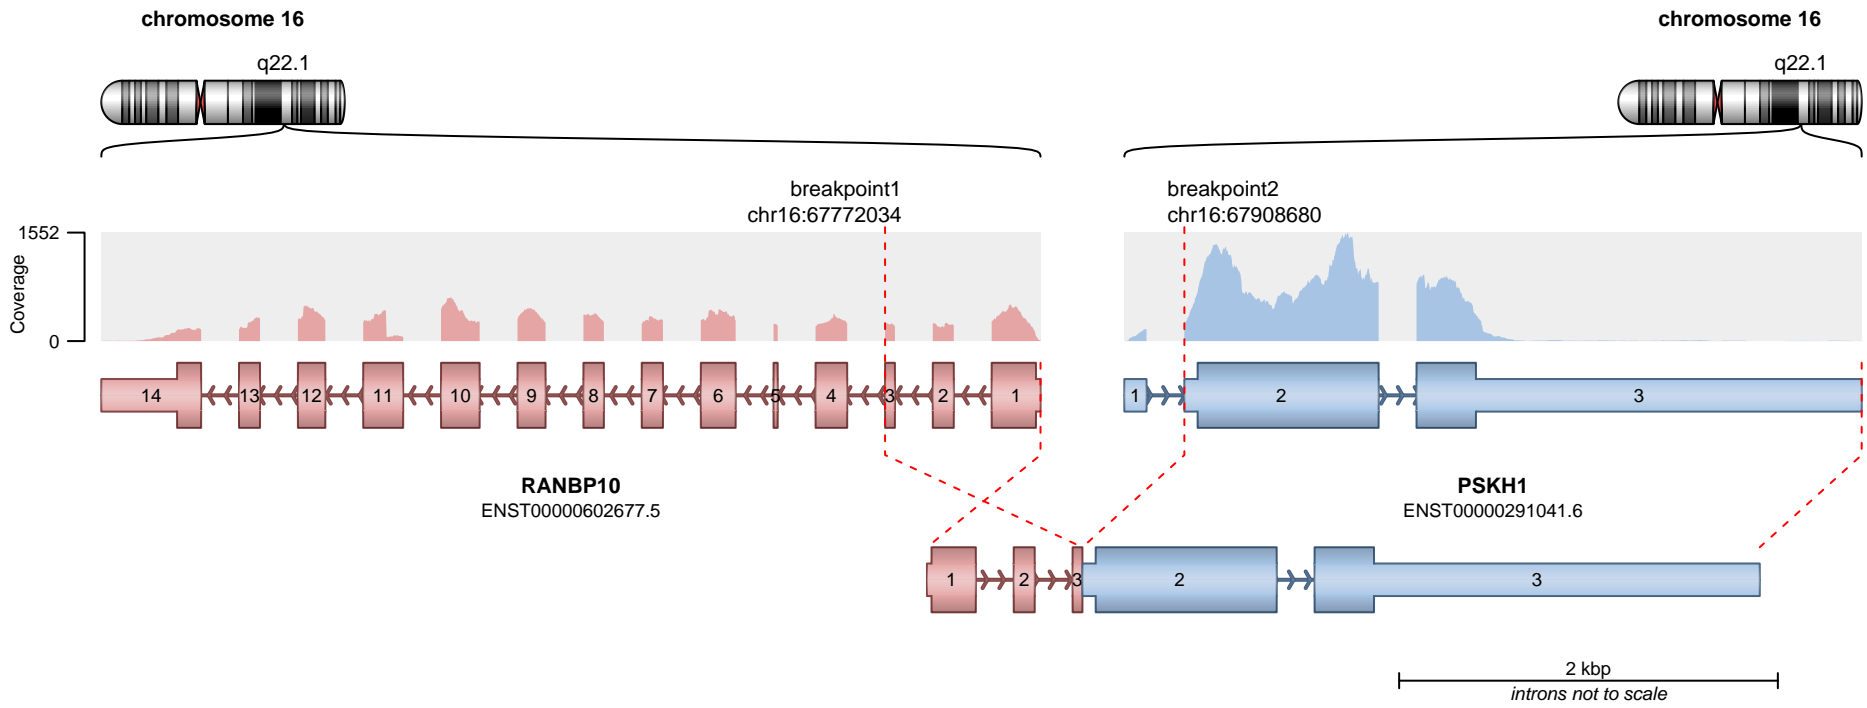 chromosome 16
chromosome 16
q22.1
q22.1
breakpoint1
chr16:67772034
breakpoint2
chr16:67908680
1552
Coverage
0
14 13 12 11 10 9 8 7 6 5 4 3 2 1
1 2 3
RANBP10
ENST00000602677.5
PSKH1
ENST00000291041.6
1 2 3 2 3
2 kbp
introns not to scale